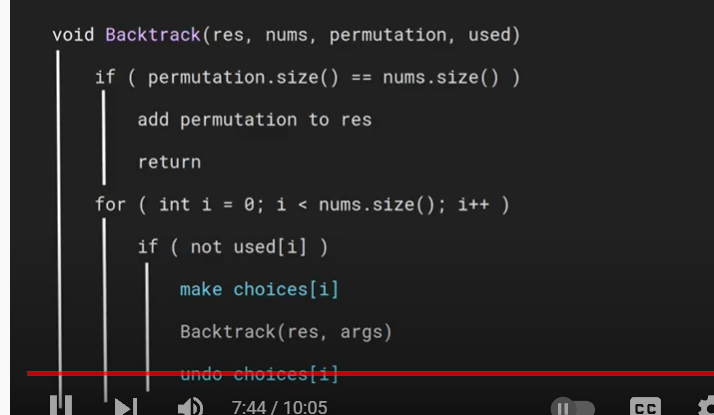 void Backtrack(res, nums, permutation, used)
if ( permutation.size() == nums.size() )
add permutation to res
return
for ( int i = 0; i < nums.size(); i++ )
if ( not used[i] )
make choices[i]
Backtrack(res, args)
undo choices[i]
7:44 / 10:05
CC